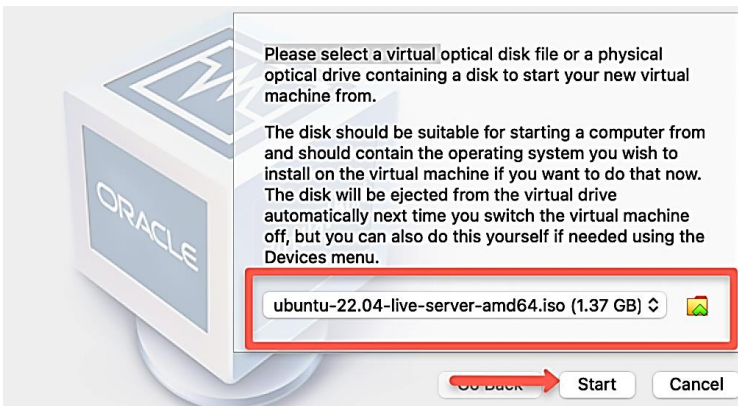 Please select a virtual optical disk file or a physical
optical drive containing a disk to start your new virtual
machine from.
The disk should be suitable for starting a computer from
and should contain the operating system you wish to
install on the virtual machine if you want to do that now.
The disk will be ejected from the virtual drive
automatically next time you switch the virtual machine
off, but you can also do this yourself if needed using the
Devices menu.
ORACLE
ubuntu-22.04-live-server-amd64.iso (1.37 GB)
Go Back Start Cancel